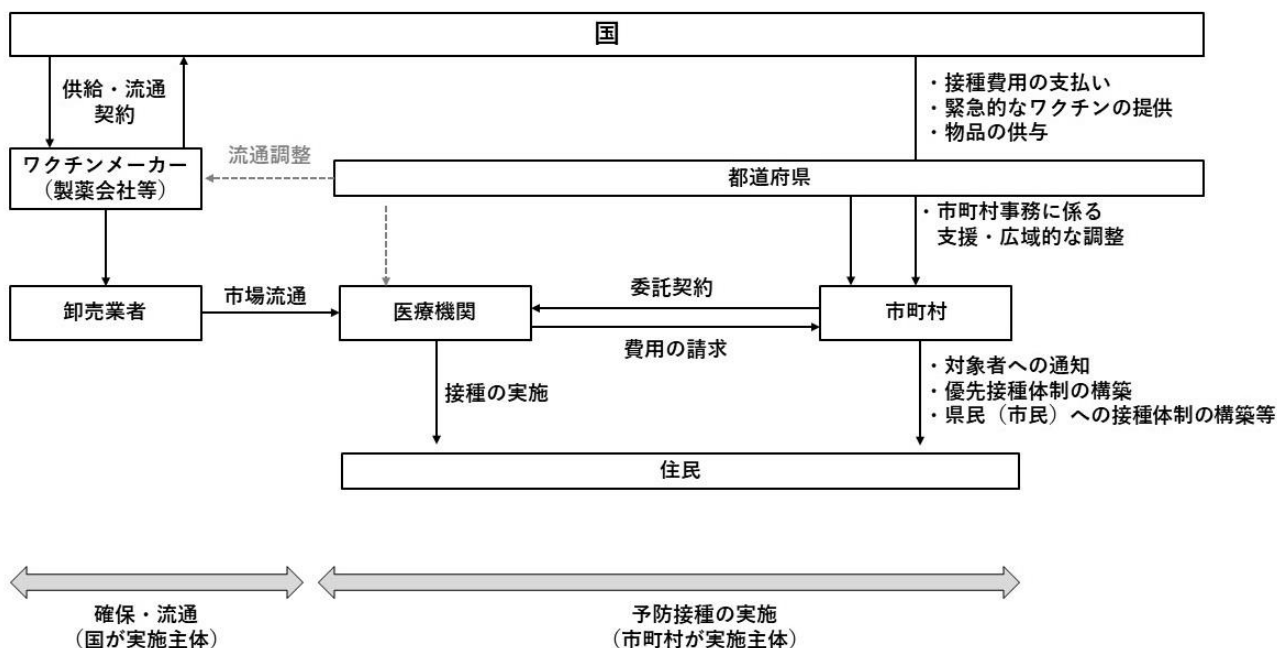 国
供給・流通
契約
・接種費用の支払い
・緊急的なワクチンの提供
・物品の供与
ワクチンメーカー
（製薬会社等）
流通調整
都道府県
・市町村事務に係る
支援・広域的な調整
卸売業者
市場流通
医療機関
委託契約
費用の請求
市町村
接種の実施
・対象者への通知
・優先接種体制の構築
・県民（市民）への接種体制の構築等
住民
確保・流通
（国が実施主体）
予防接種の実施
（市町村が実施主体）